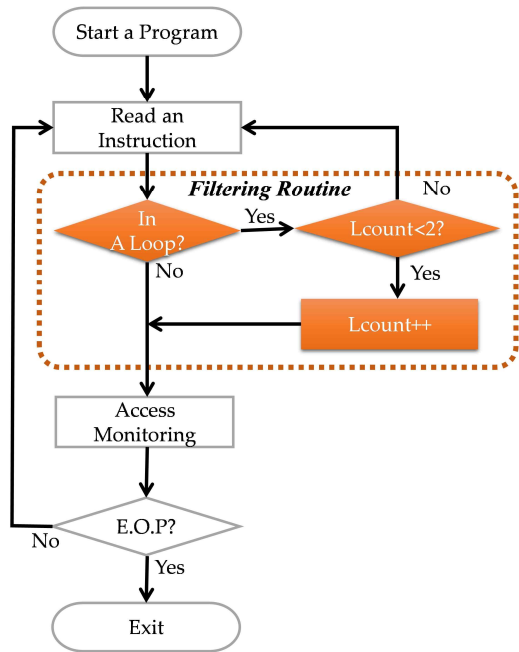 Start a Program
Read an
Instruction
Filtering Routine
No
In
A Loop?
Yes
Lcount<2?
No
Yes
Lcount++
Access
Monitoring
E.O.P?
No
Yes
Exit